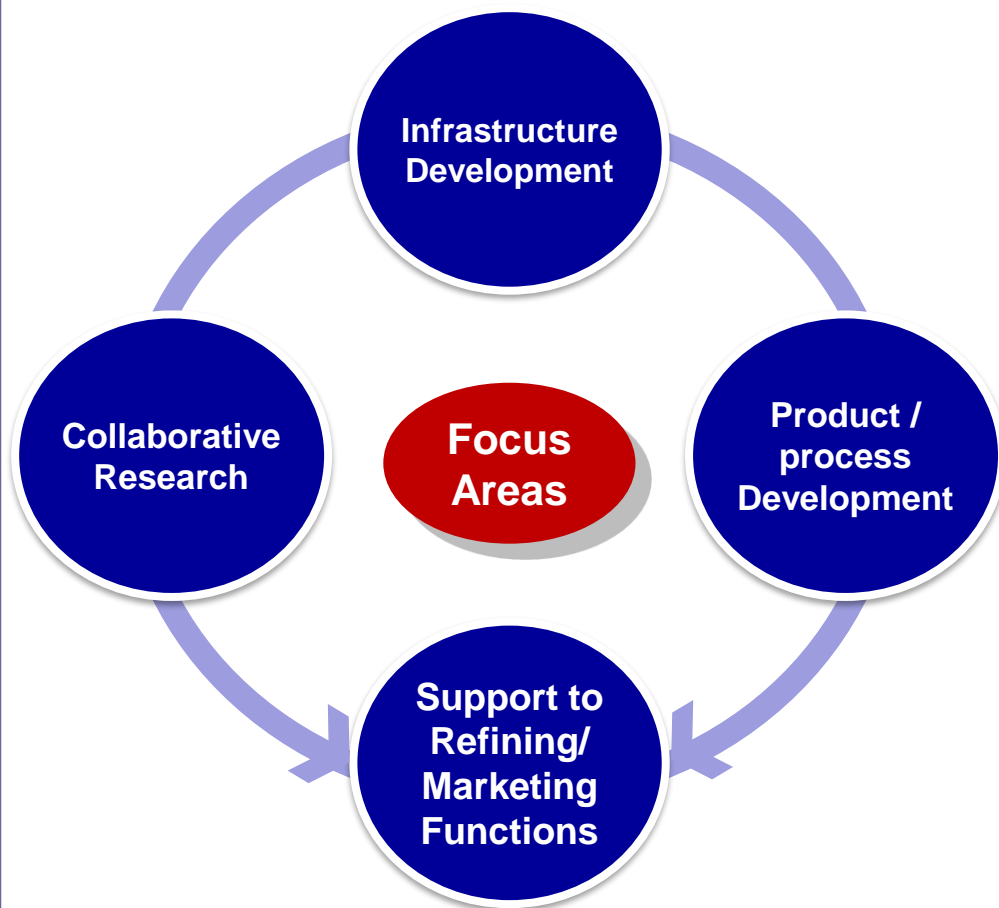 Infrastructure
Development
Collaborative
Research
Focus
Areas
Product /
process
Development
Support to
Refining/
Marketing
Functions